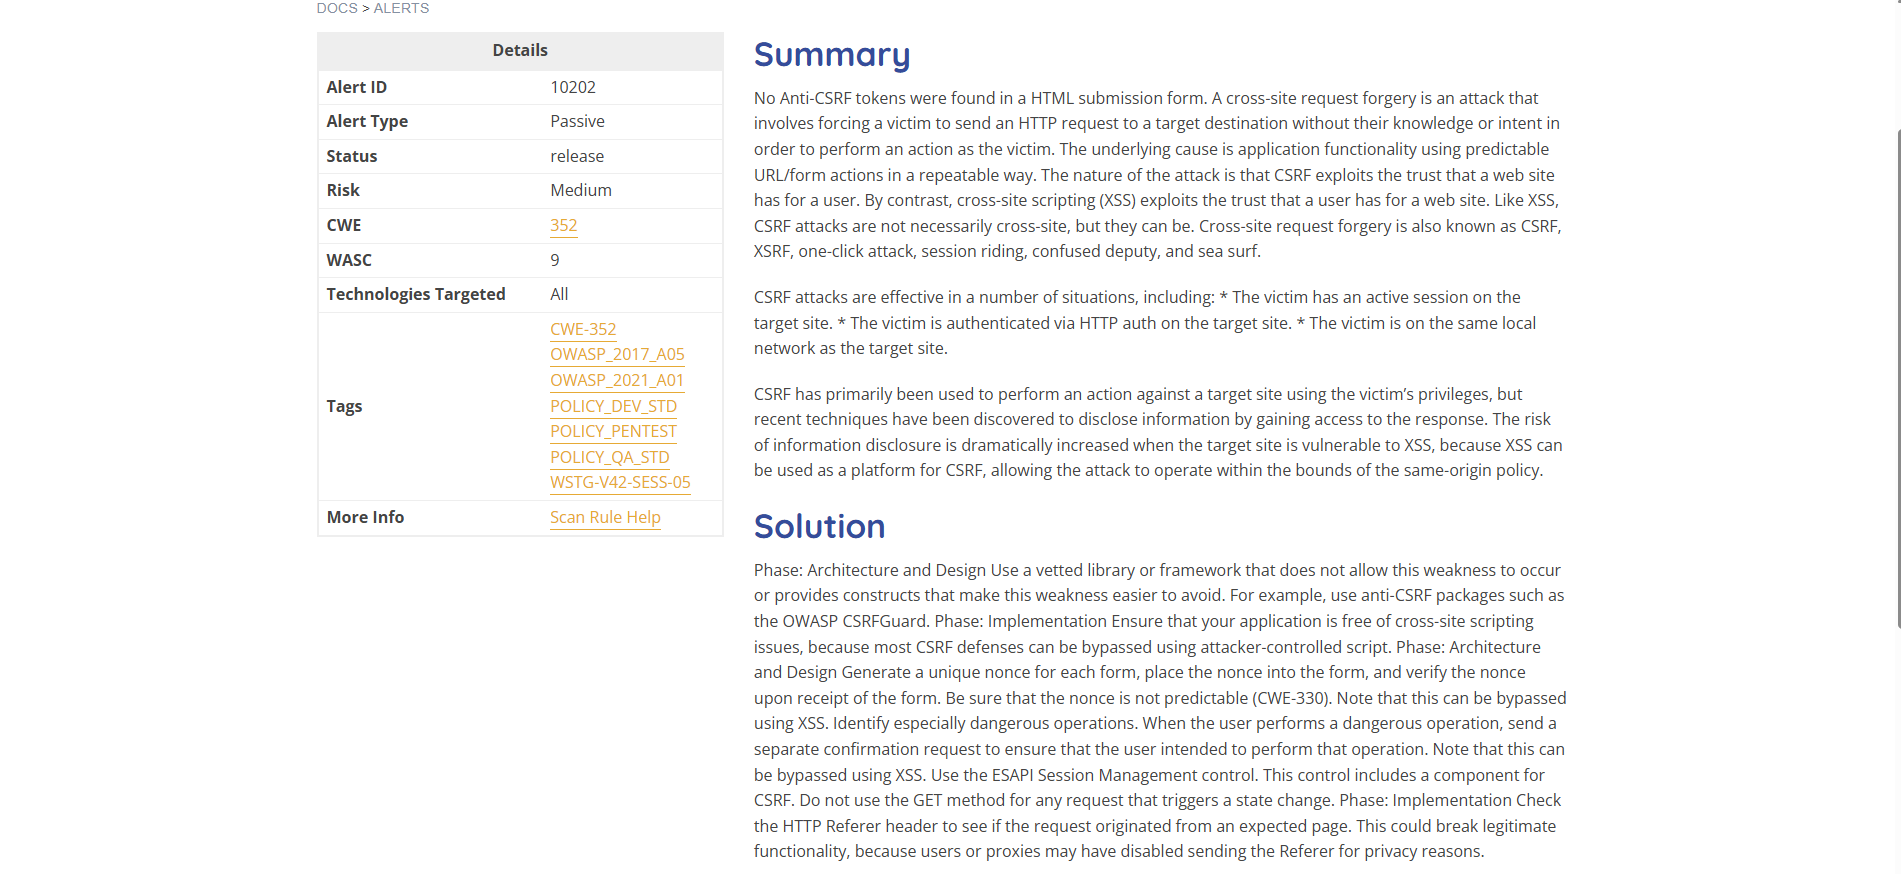 DOCS > ALERTS
Details
Alert ID 10202
Alert Type Passive
Status release
Risk Medium
CWE 352
WASC 9
Technologies Targeted All
Tags
CWE-352
OWASP_2017_A05
OWASP_2021_A01
POLICY_DEV_STD
POLICY_PENTEST
POLICY_QA_STD
WSTG-V42-SESS-05
More Info Scan Rule Help
Summary
No Anti-CSRF tokens were found in a HTML submission form. A cross-site request forgery is an attack that
involves forcing a victim to send an HTTP request to a target destination without their knowledge or intent in
order to perform an action as the victim. The underlying cause is application functionality using predictable
URL/form actions in a repeatable way. The nature of the attack is that CSRF exploits the trust that a web site
has for a user. By contrast, cross-site scripting (XSS) exploits the trust that a user has for a web site. Like XSS,
CSRF attacks are not necessarily cross-site, but they can be. Cross-site request forgery is also known as CSRF,
XSRF, one-click attack, session riding, confused deputy, and sea surf.
CSRF attacks are effective in a number of situations, including: * The victim has an active session on the
target site. * The victim is authenticated via HTTP auth on the target site. * The victim is on the same local
network as the target site.
CSRF has primarily been used to perform an action against a target site using the victim’s privileges, but
recent techniques have been discovered to disclose information by gaining access to the response. The risk
of information disclosure is dramatically increased when the target site is vulnerable to XSS, because XSS can
be used as a platform for CSRF, allowing the attack to operate within the bounds of the same-origin policy.
Solution
Phase: Architecture and Design Use a vetted library or framework that does not allow this weakness to occur
or provides constructs that make this weakness easier to avoid. For example, use anti-CSRF packages such as
the OWASP CSRFGuard. Phase: Implementation Ensure that your application is free of cross-site scripting
issues, because most CSRF defenses can be bypassed using attacker-controlled script. Phase: Architecture
and Design Generate a unique nonce for each form, place the nonce into the form, and verify the nonce
upon receipt of the form. Be sure that the nonce is not predictable (CWE-330). Note that this can be bypassed
using XSS. Identify especially dangerous operations. When the user performs a dangerous operation, send a
separate confirmation request to ensure that the user intended to perform that operation. Note that this can
be bypassed using XSS. Use the ESAPI Session Management control. This control includes a component for
CSRF. Do not use the GET method for any request that triggers a state change. Phase: Implementation Check
the HTTP Referer header to see if the request originated from an expected page. This could break legitimate
functionality, because users or proxies may have disabled sending the Referer for privacy reasons.